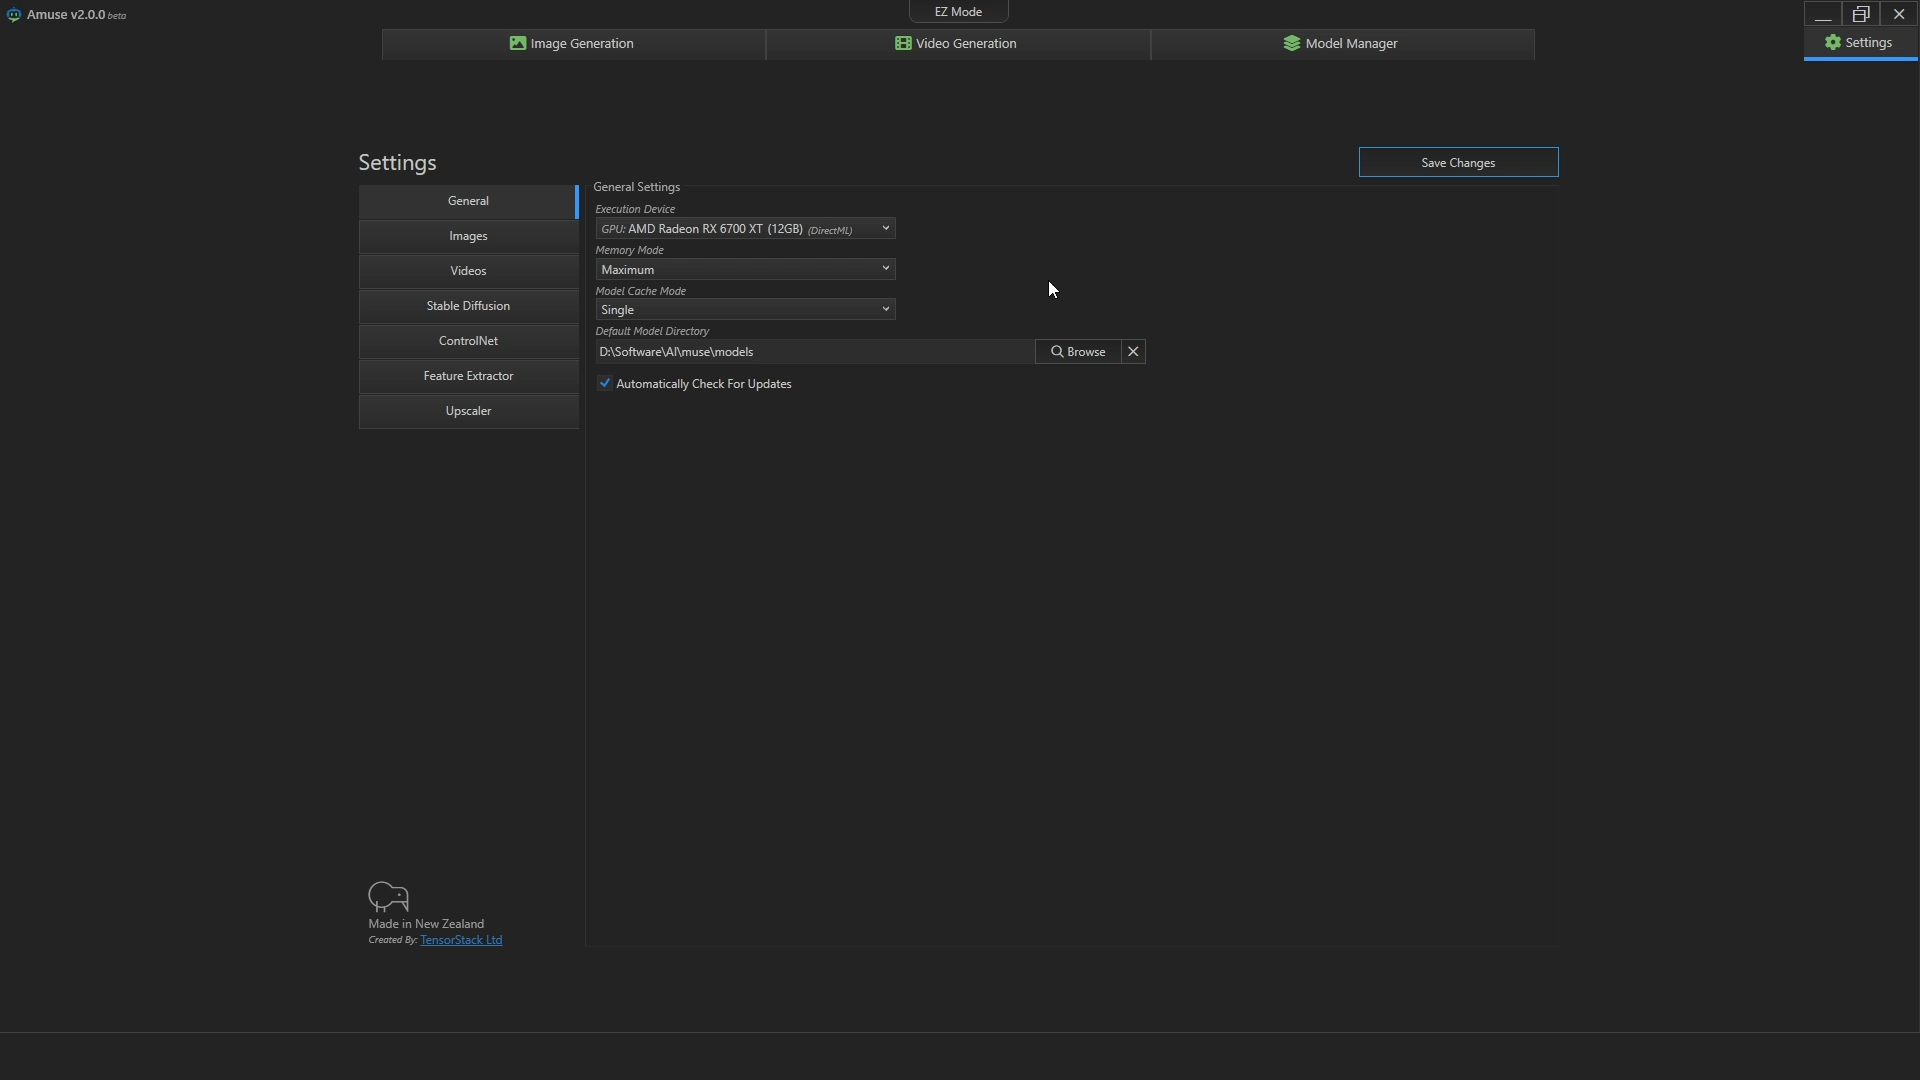 Amuse v2.0.0 beta
EZ Mode
Image Generation
Video Generation
Model Manager
Settings
Settings
Save Changes
General
Images
Videos
Stable Diffusion
ControlNet
Feature Extractor
Upscaler
General Settings
Execution Device
GPU: AMD Radeon RX 6700 XT (12GB) (DirectML)
Memory Mode
Maximum
Model Cache Mode
Single
Default Model Directory
D:\Software\AI\muse\models
Browse
Automatically Check For Updates
Made in New Zealand
Created By: TensorStack Ltd